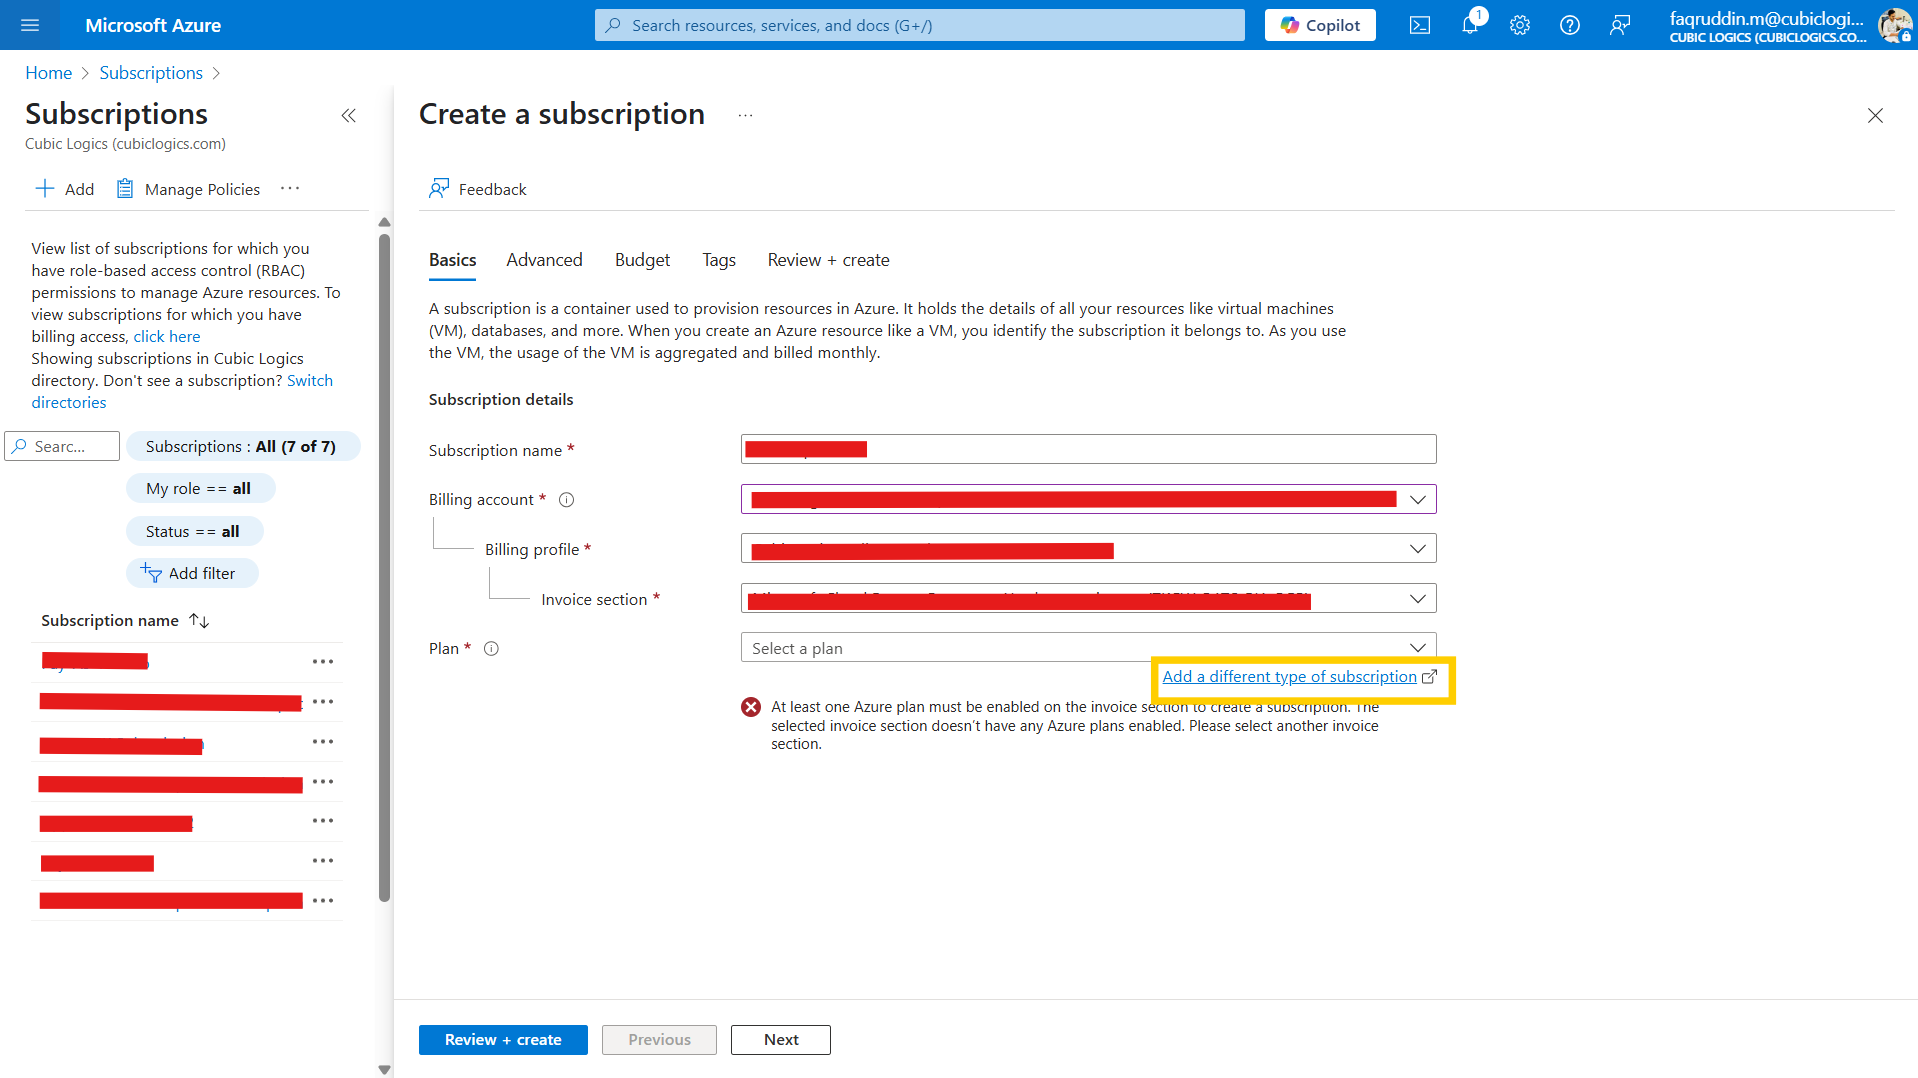 Microsoft Azure
Search resources, services, and docs (G+/)
Copilot
1
faqruddin.m@cubiclogi...
CUBIC LOGICS (CUBICLOGICS.CO...
Home > Subscriptions >
Subscriptions
Cubic Logics (cubiclogics.com)
Add
Manage Policies
View list of subscriptions for which you
have role-based access control (RBAC)
permissions to manage Azure resources. To
view subscriptions for which you have
billing access, click here
Showing subscriptions in Cubic Logics
directory. Don't see a subscription? Switch
directories
Searc...
Subscriptions : All (7 of 7)
My role == all
Status == all
Add filter
Subscription name
Create a subscription
Feedback
Basics
Advanced
Budget
Tags
Review + create
A subscription is a container used to provision resources in Azure. It holds the details of all your resources like virtual machines
(VM), databases, and more. When you create an Azure resource like a VM, you identify the subscription it belongs to. As you use
the VM, the usage of the VM is aggregated and billed monthly.
Subscription details
Subscription name *
Billing account *
Billing profile *
Invoice section *
Plan *
Select a plan
Add a different type of subscription
At least one Azure plan must be enabled on the invoice section to create a subscription. The
selected invoice section doesn't have any Azure plans enabled. Please select another invoice
section.
Review + create
Previous
Next